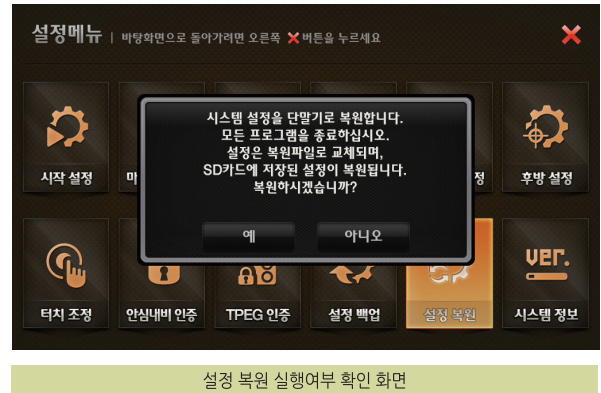 설정메뉴 | 바탕화면으로 돌아가려면 오른쪽 ✕ 버튼을 누르세요
시스템 설정을 단말기로 복원합니다.
모든 프로그램을 종료하십시오.
설정은 복원파일로 교체되며,
SD카드에 저장된 설정이 복원됩니다.
복원하시겠습니까?
예 아니오
시작 설정 마 정 후방 설정
ver.
터치 조정 안심내비 인증 TPEG 인증 설정 백업 설정 복원 시스템 정보
설정 복원 실행여부 확인 화면